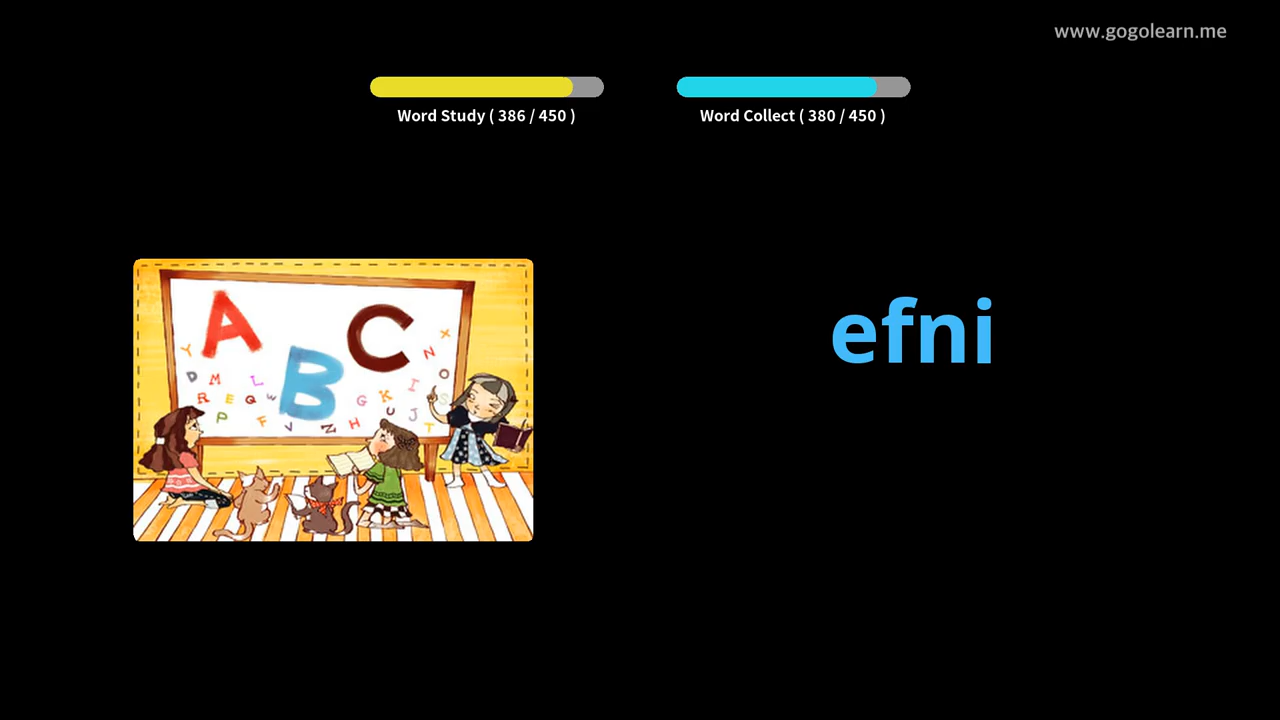 www.gogolearn.me
Word Study ( 386 / 450 )
Word Collect ( 380 / 450 )
A
B
C
Y
X
N
D M L I O
R E Q W G K S
P F V Z H U J T
efni